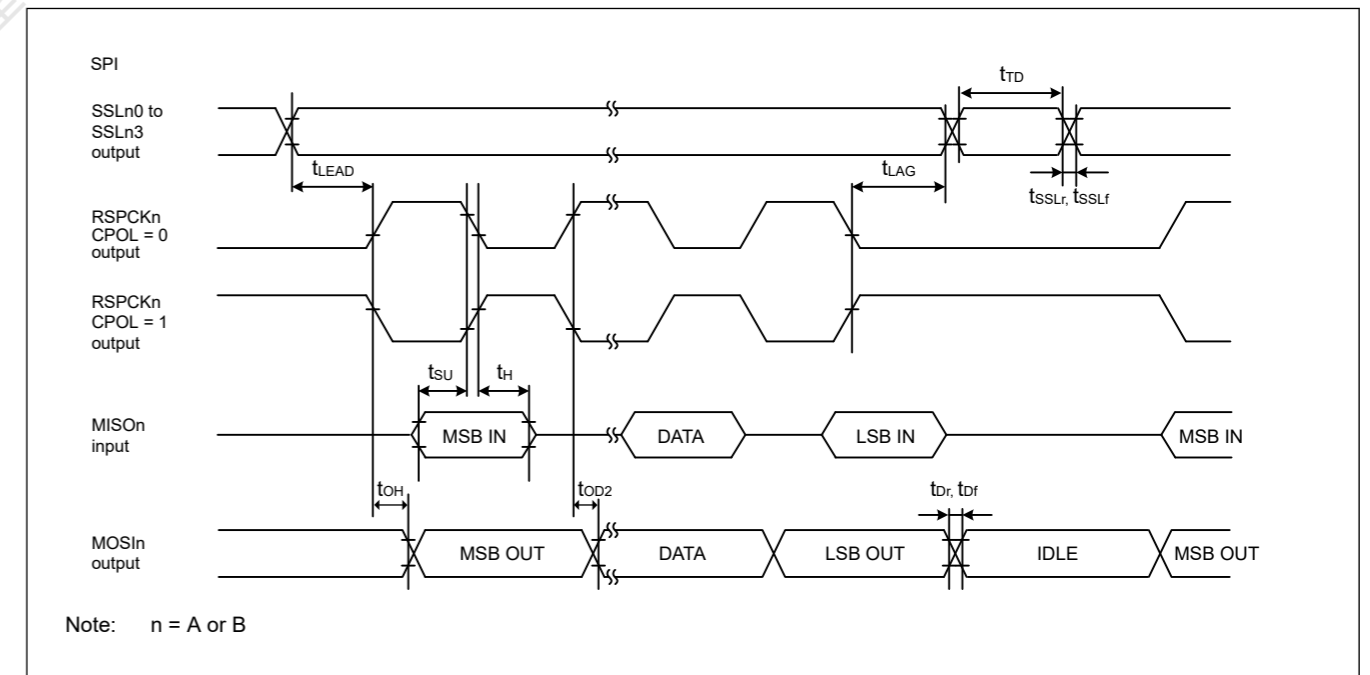 SPI
tTD
SSLn0 to
SSLn3
output
tLEAD
tLAG
tSSLr, tSSLf
RSPCKn
CPOL = 0
output
RSPCKn
CPOL = 1
output
tSU
tH
MISOn
input
MSB IN
DATA
LSB IN
MSB IN
tOH
tOD2
tDr, tDf
MOSIn
output
MSB OUT
DATA
LSB OUT
IDLE
MSB OUT
Note: n = A or B